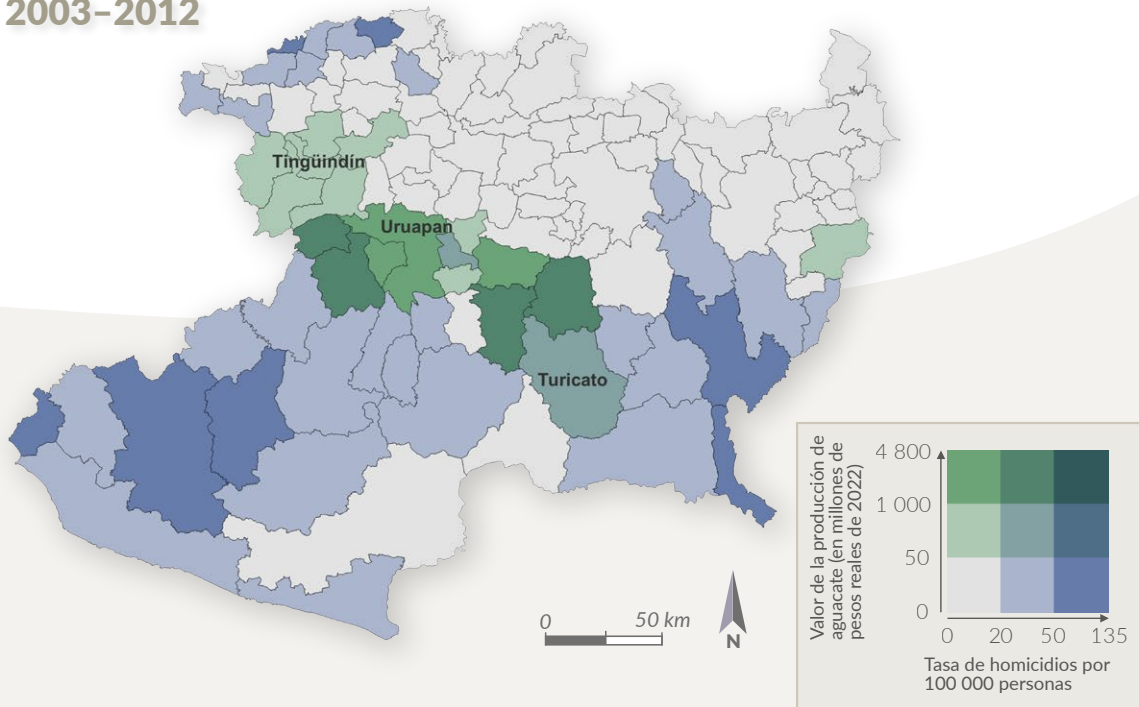 2003–2012
Tingüindín
Uruapan
Turicato
0 50 km
N
Valor de la producción de
aguacate (en millones de
pesos reales de 2022)
4 800
1 000
50
0
0 20 50 135
Tasa de homicidios por
100 000 personas